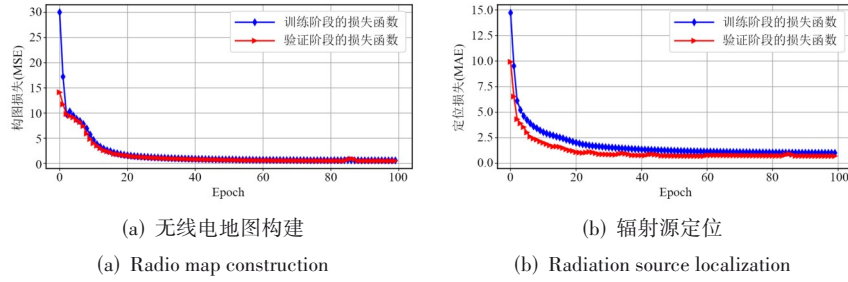 30
25
20
15
10
5
0
构图损失(MSE)
训练阶段的损失函数
验证阶段的损失函数
0 20 40 60 80 100
Epoch
(a) 无线电地图构建
(a) Radio map construction
15.0
12.5
10.0
7.5
5.0
2.5
0.0
定位损失(MAE)
训练阶段的损失函数
验证阶段的损失函数
0 20 40 60 80 100
Epoch
(b) 辐射源定位
(b) Radiation source localization